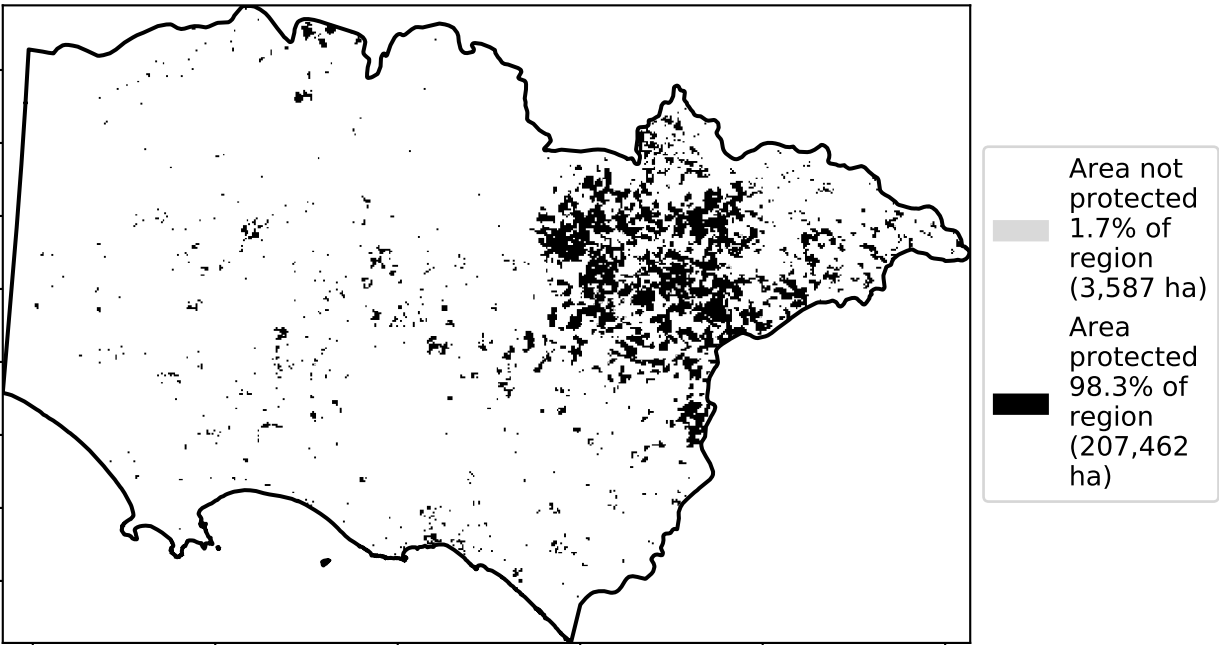 Area not
protected
1.7% of
region
(3,587 ha)
Area
protected
98.3% of
region
(207,462
ha)